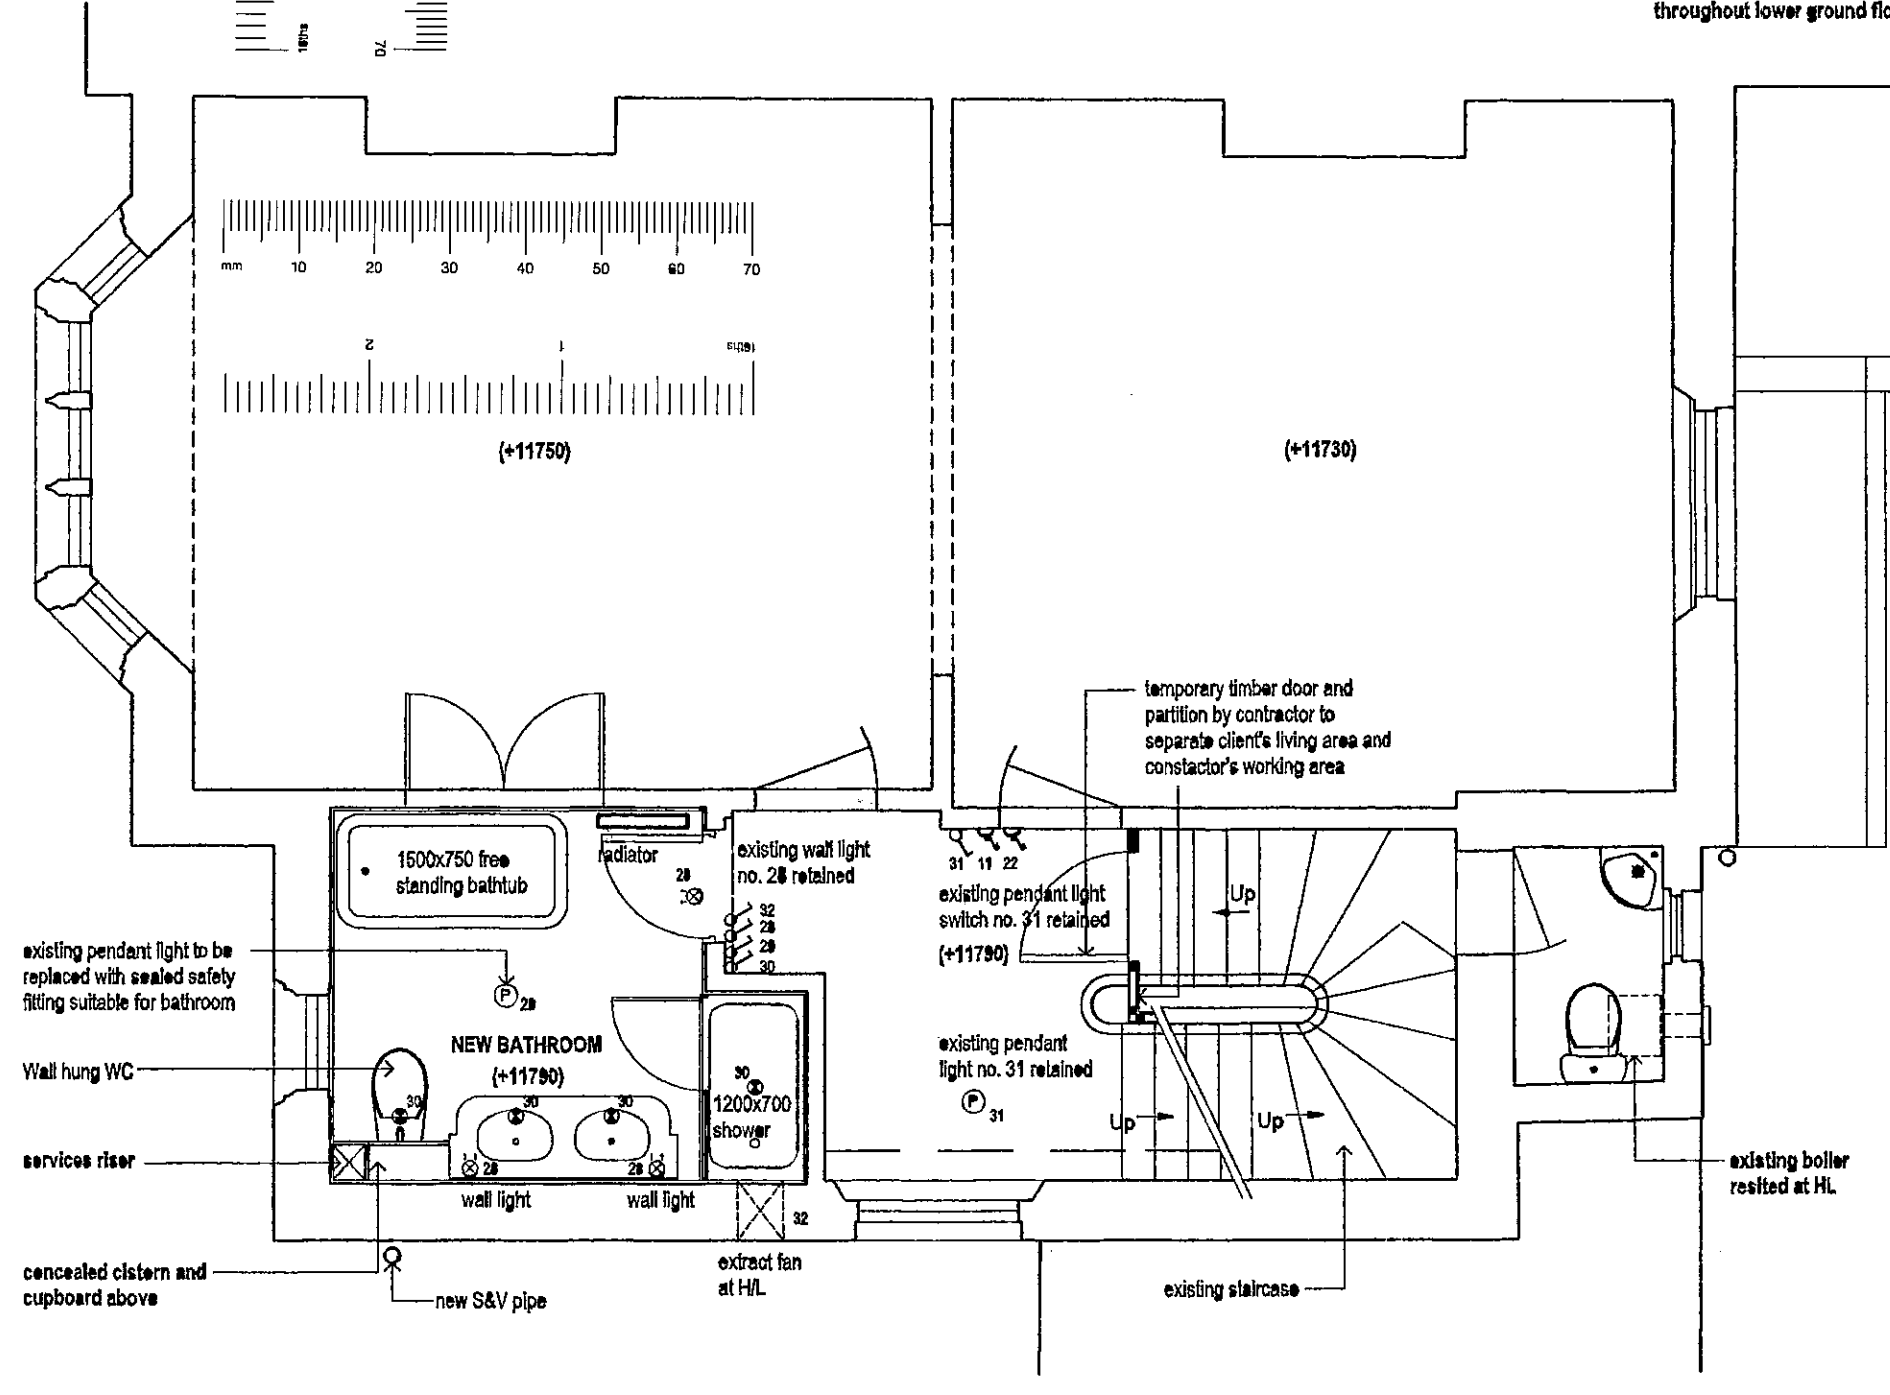 throughout lower ground flo
16ths
70
mm 10 20 30 40 50 60 70
2 1 16ths
(+11750)
(+11730)
temporary timber door and
partition by contractor to
separate client's living area and
constactor's working area
1500x750 free
standing bathtub
radiator
28
existing wall light
no. 28 retained
32
28
29
30
31 11 22
existing pendant light
switch no. 31 retained
(+11790)
Up
existing pendant light to be
replaced with sealed safety
fitting suitable for bathroom
P 29
NEW BATHROOM
(+11790)
Wall hung WC
30
30
30
30
1200x700
shower
existing pendant
light no. 31 retained
P 31
Up
Up
services riser
28
28
wall light
wall light
32
existing boiler
resited at HL
concealed cistern and
cupboard above
new S&V pipe
extract fan
at H/L
existing staircase